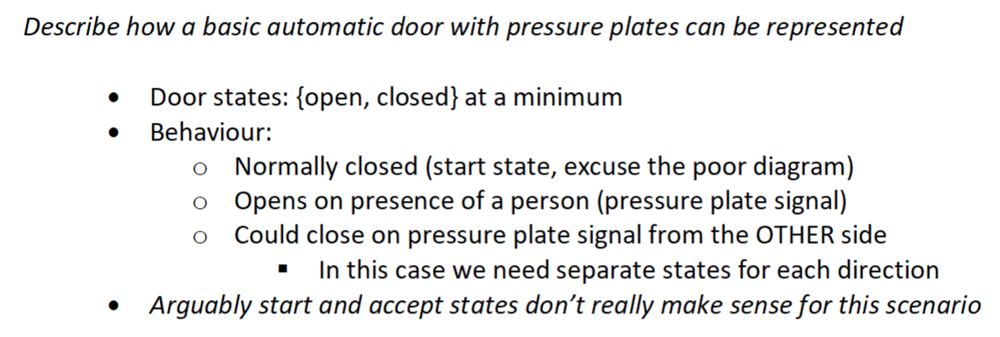 Describe how a basic automatic door with pressure plates can be represented
• Door states: {open, closed} at a minimum
• Behaviour:
o Normally closed (start state, excuse the poor diagram)
o Opens on presence of a person (pressure plate signal)
o Could close on pressure plate signal from the OTHER side
▪ In this case we need separate states for each direction
• Arguably start and accept states don’t really make sense for this scenario